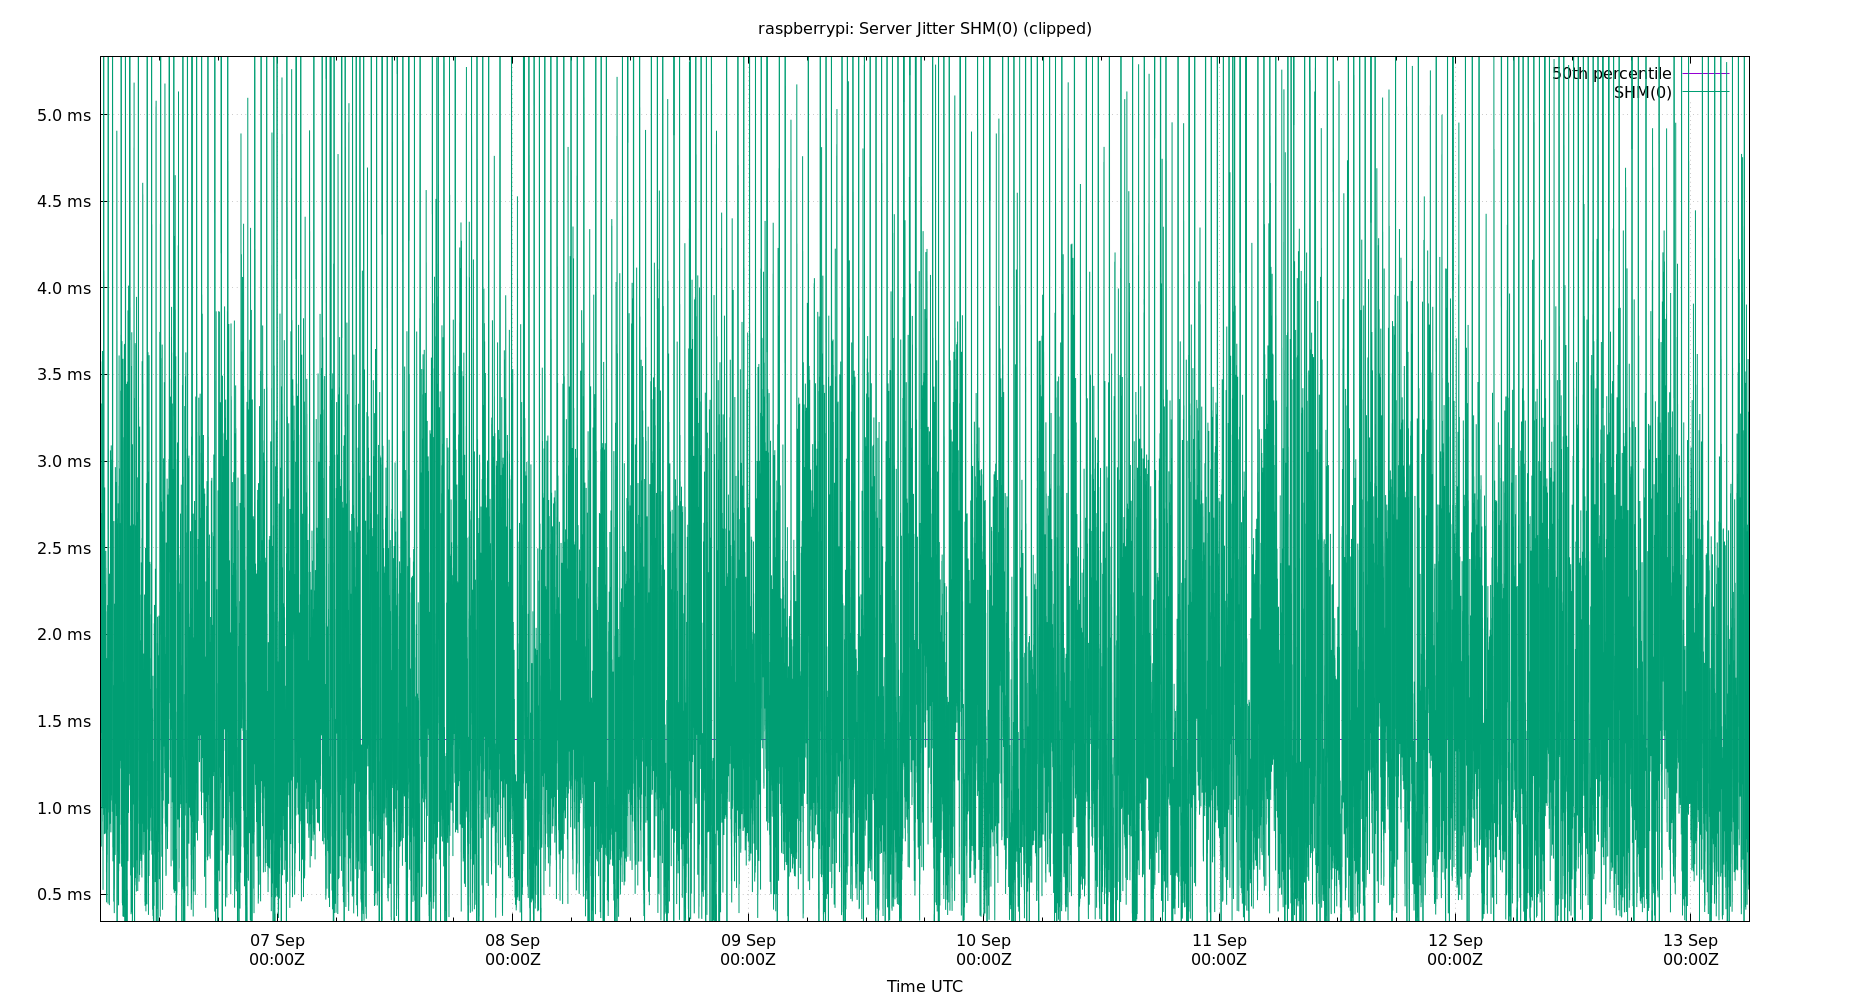 raspberrypi: Server Jitter SHM(0) (clipped)
50th percentile
SHM(0)
5.0 ms
4.5 ms
4.0 ms
3.5 ms
3.0 ms
2.5 ms
2.0 ms
1.5 ms
1.0 ms
0.5 ms
07 Sep 08 Sep 09 Sep 10 Sep 11 Sep 12 Sep 13 Sep
00:00Z 00:00Z 00:00Z 00:00Z 00:00Z 00:00Z 00:00Z
Time UTC